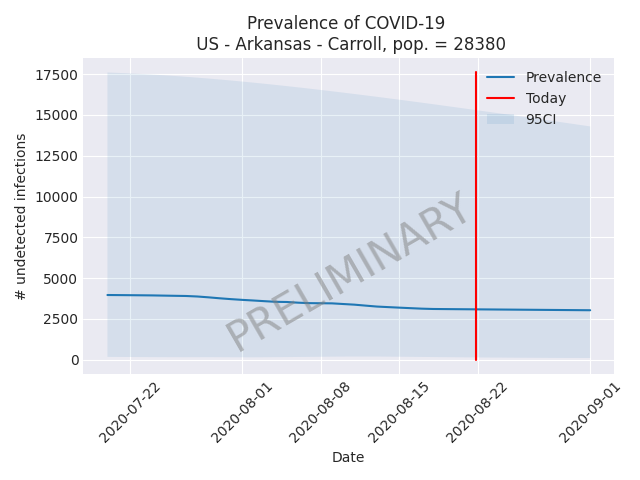 Prevalence of COVID-19
US - Arkansas - Carroll, pop. = 28380
17500
15000
12500
10000
7500
5000
2500
0
# undetected infections
Prevalence
Today
95CI
PRELIMINARY
2020-07-22
2020-08-01
2020-08-08
2020-08-15
2020-08-22
2020-09-01
Date